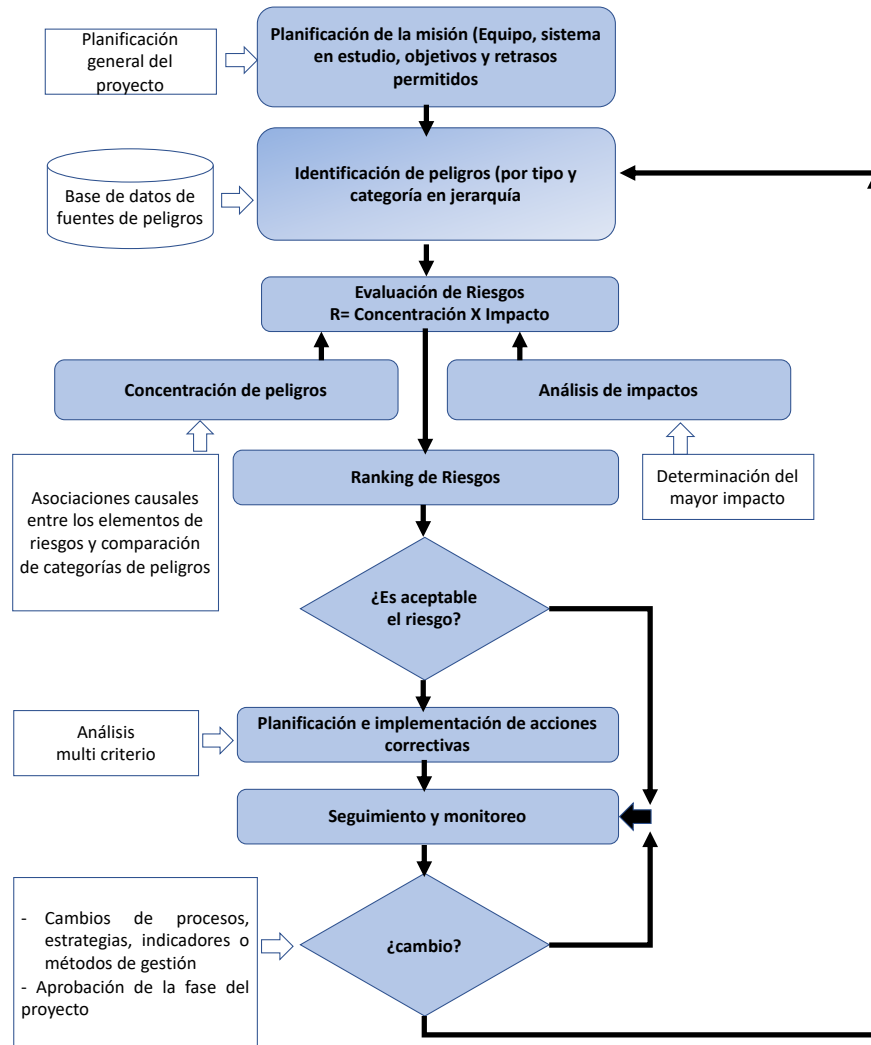 Planificación
general del
proyecto
Planificación de la misión (Equipo, sistema
en estudio, objetivos y retrasos
permitidos
Base de datos de
fuentes de peligros
Identificación de peligros (por tipo y
categoría en jerarquía
Evaluación de Riesgos
R= Concentración X Impacto
Concentración de peligros
Análisis de impactos
Asociaciones causales
entre los elementos de
riesgos y comparación
de categorías de peligros
Ranking de Riesgos
Determinación del
mayor impacto
¿Es aceptable
el riesgo?
Análisis
multi criterio
Planificación e implementación de acciones
correctivas
Seguimiento y monitoreo
- Cambios de procesos,
estrategias, indicadores o
métodos de gestión
- Aprobación de la fase del
proyecto
¿cambio?